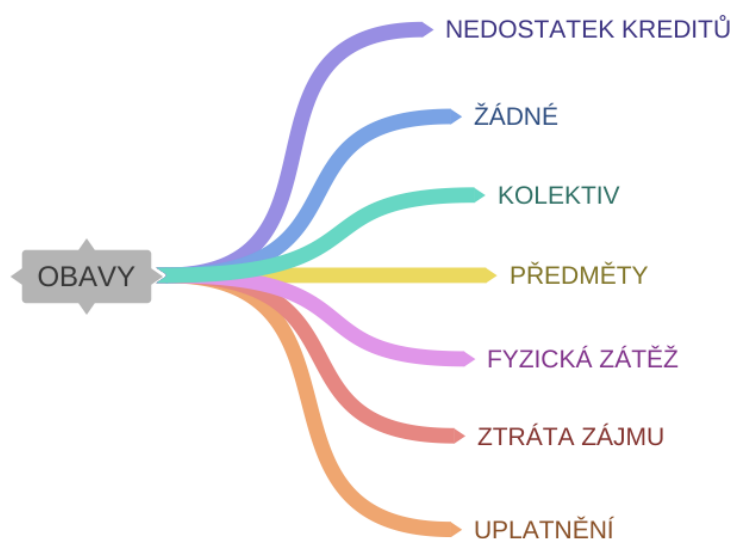 NEDOSTATEK KREDITŮ
ŽÁDNÉ
KOLEKTIV
OBAVY
PŘEDMĚTY
FYZICKÁ ZÁTĚŽ
ZTRÁTA ZÁJMU
UPLATNĚNÍ